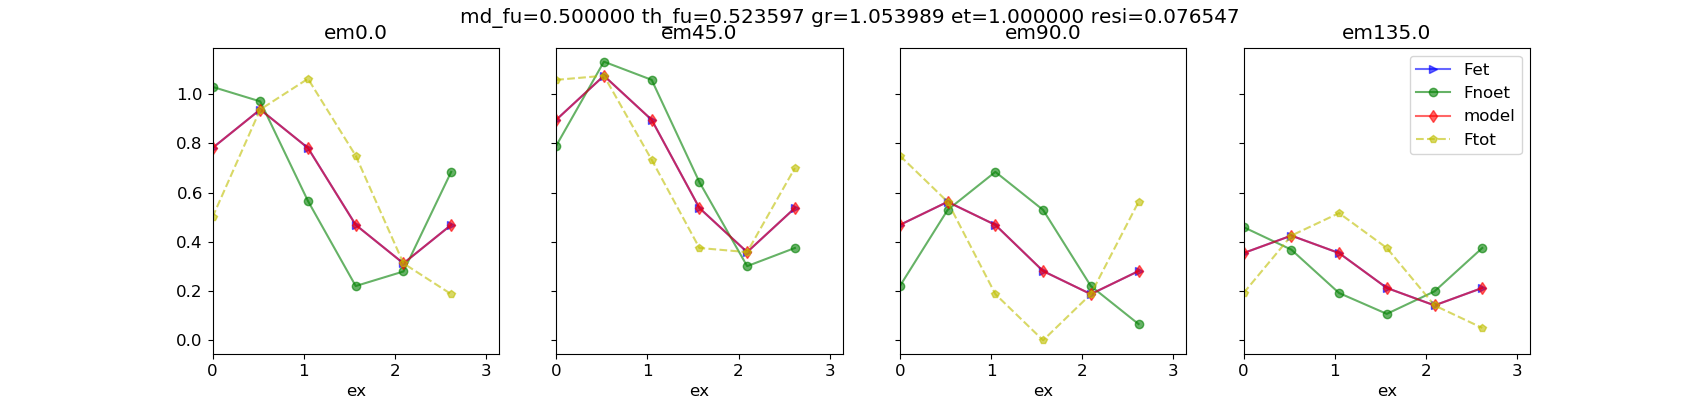 md_fu=0.500000 th_fu=0.523597 gr=1.053989 et=1.000000 resi=0.076547
em0.0
em45.0
em90.0
em135.0
1.0
0.8
0.6
0.4
0.2
0.0
0 1 2 3
0 1 2 3
0 1 2 3
0 1 2 3
ex
ex
ex
ex
Fet
Fnoet
model
Ftot